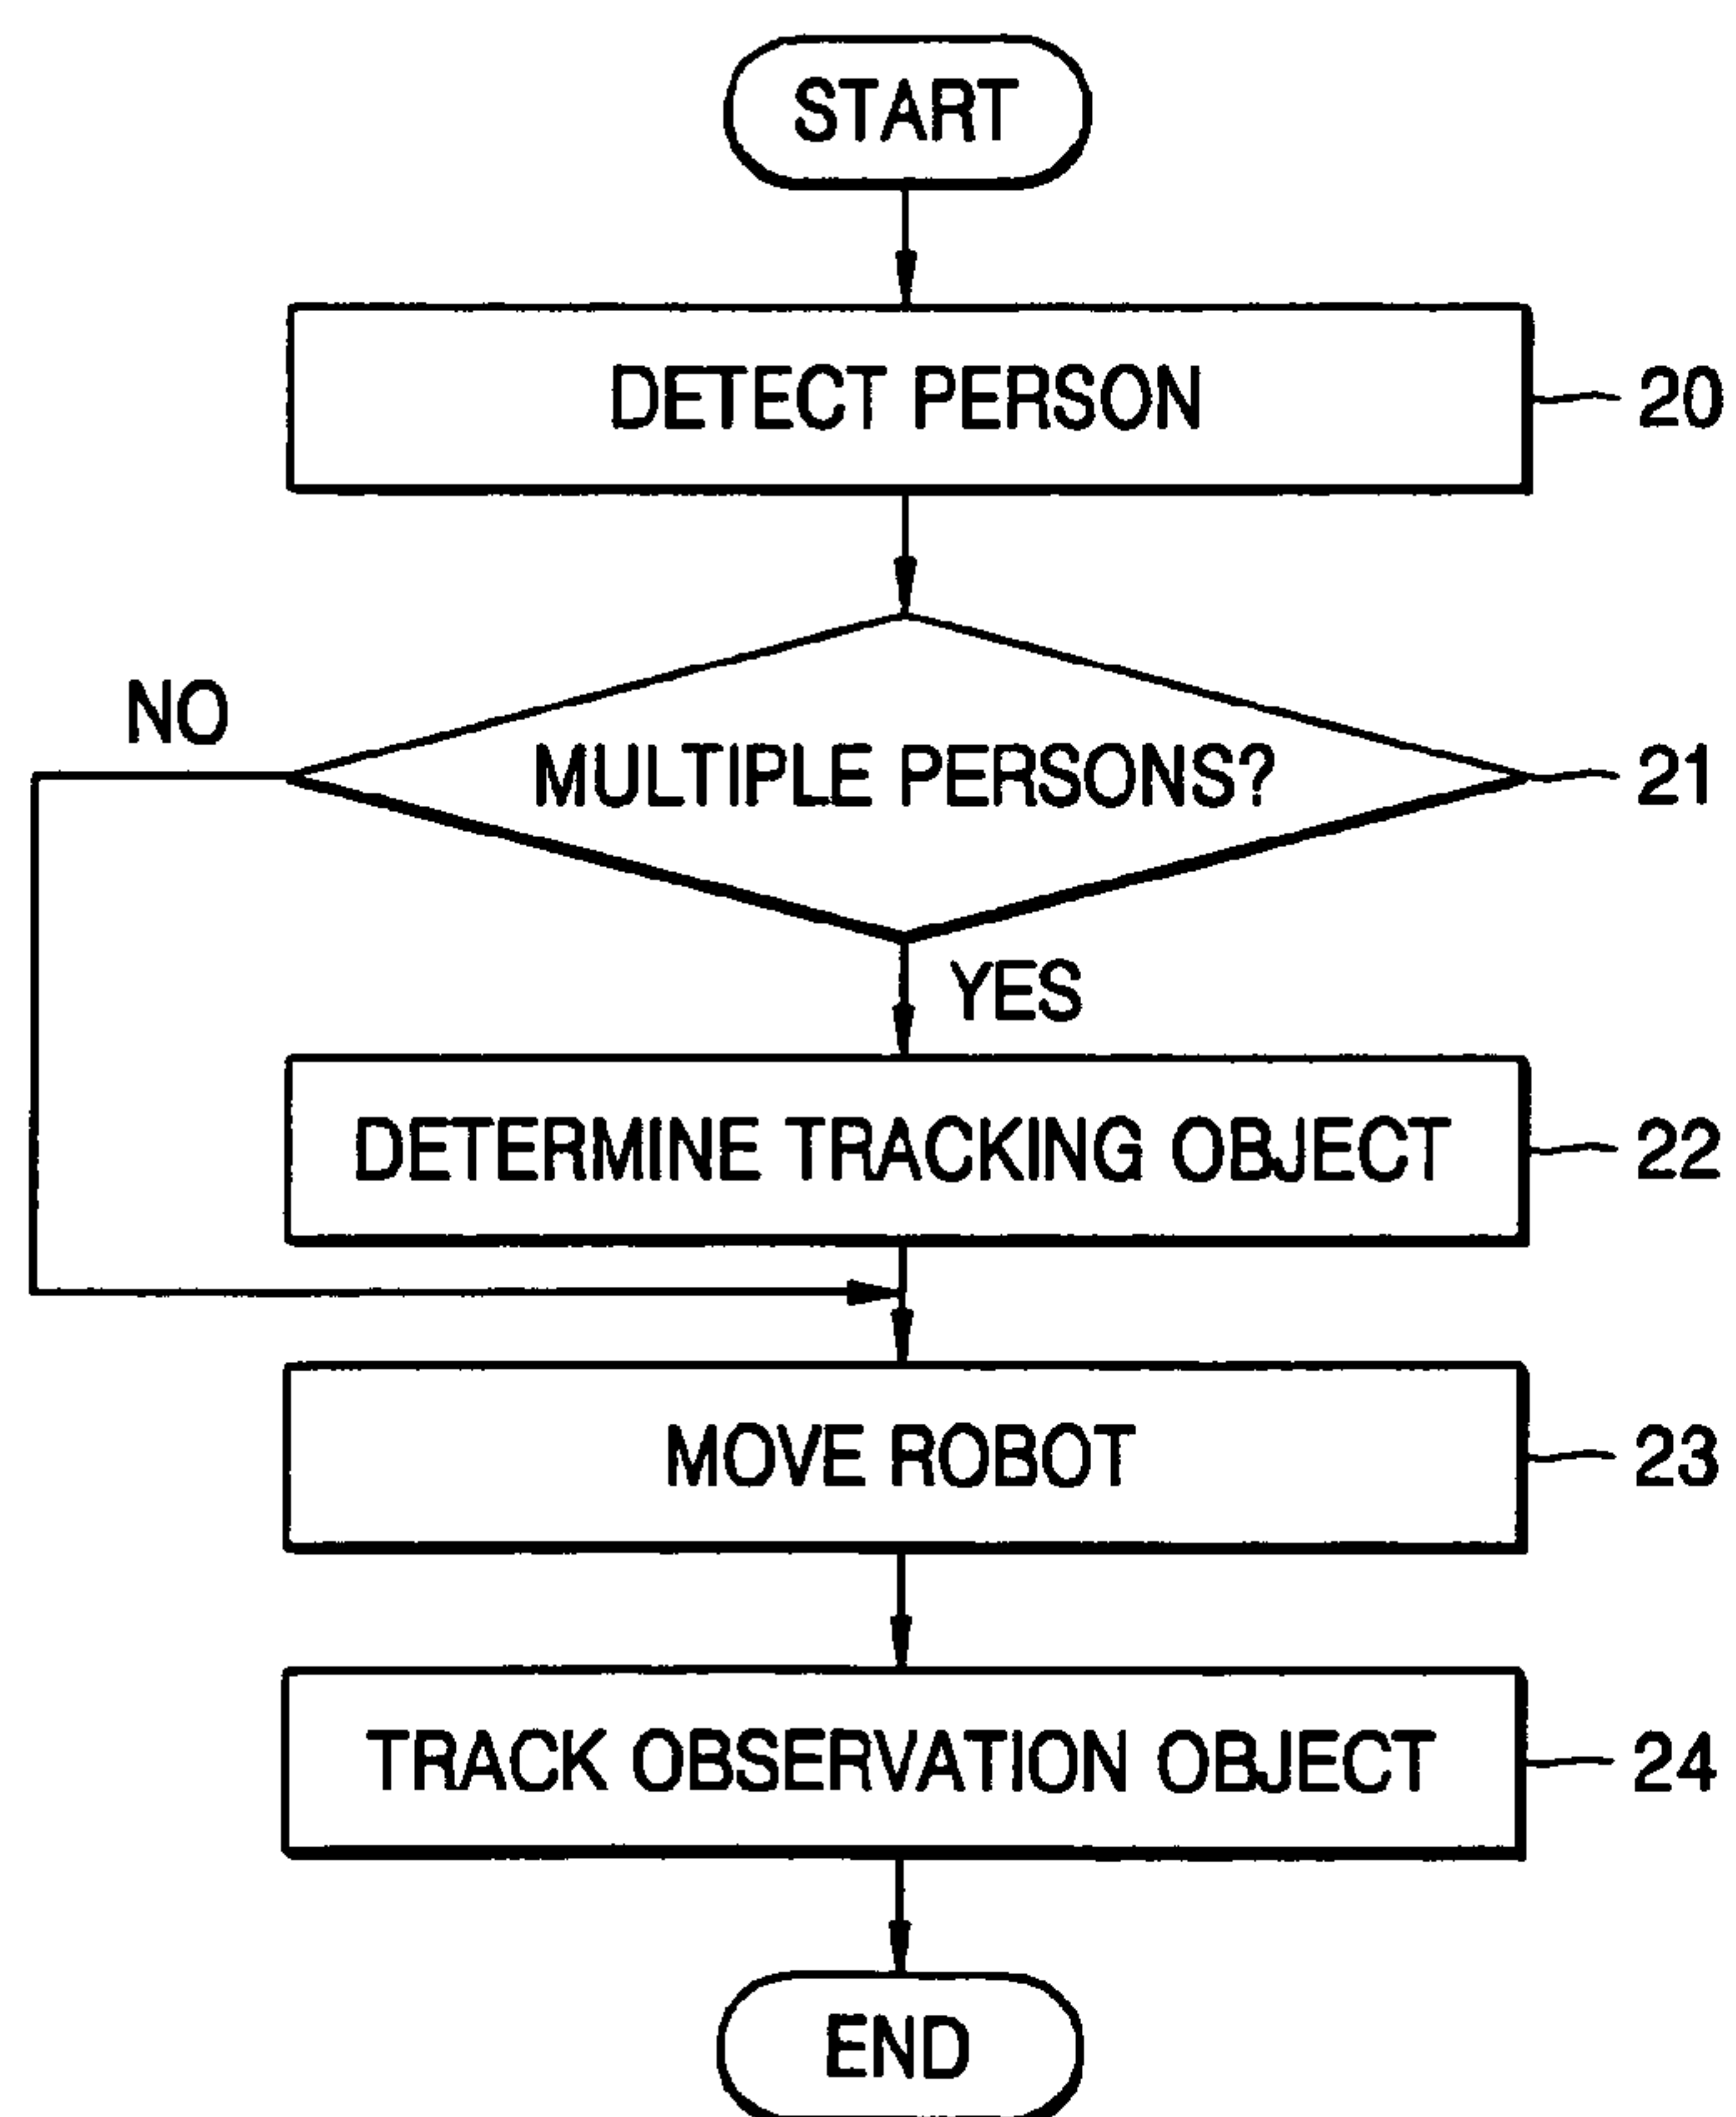 START
DETECT PERSON 20
NO
MULTIPLE PERSONS? 21
YES
DETERMINE TRACKING OBJECT 22
MOVE ROBOT 23
TRACK OBSERVATION OBJECT 24
END